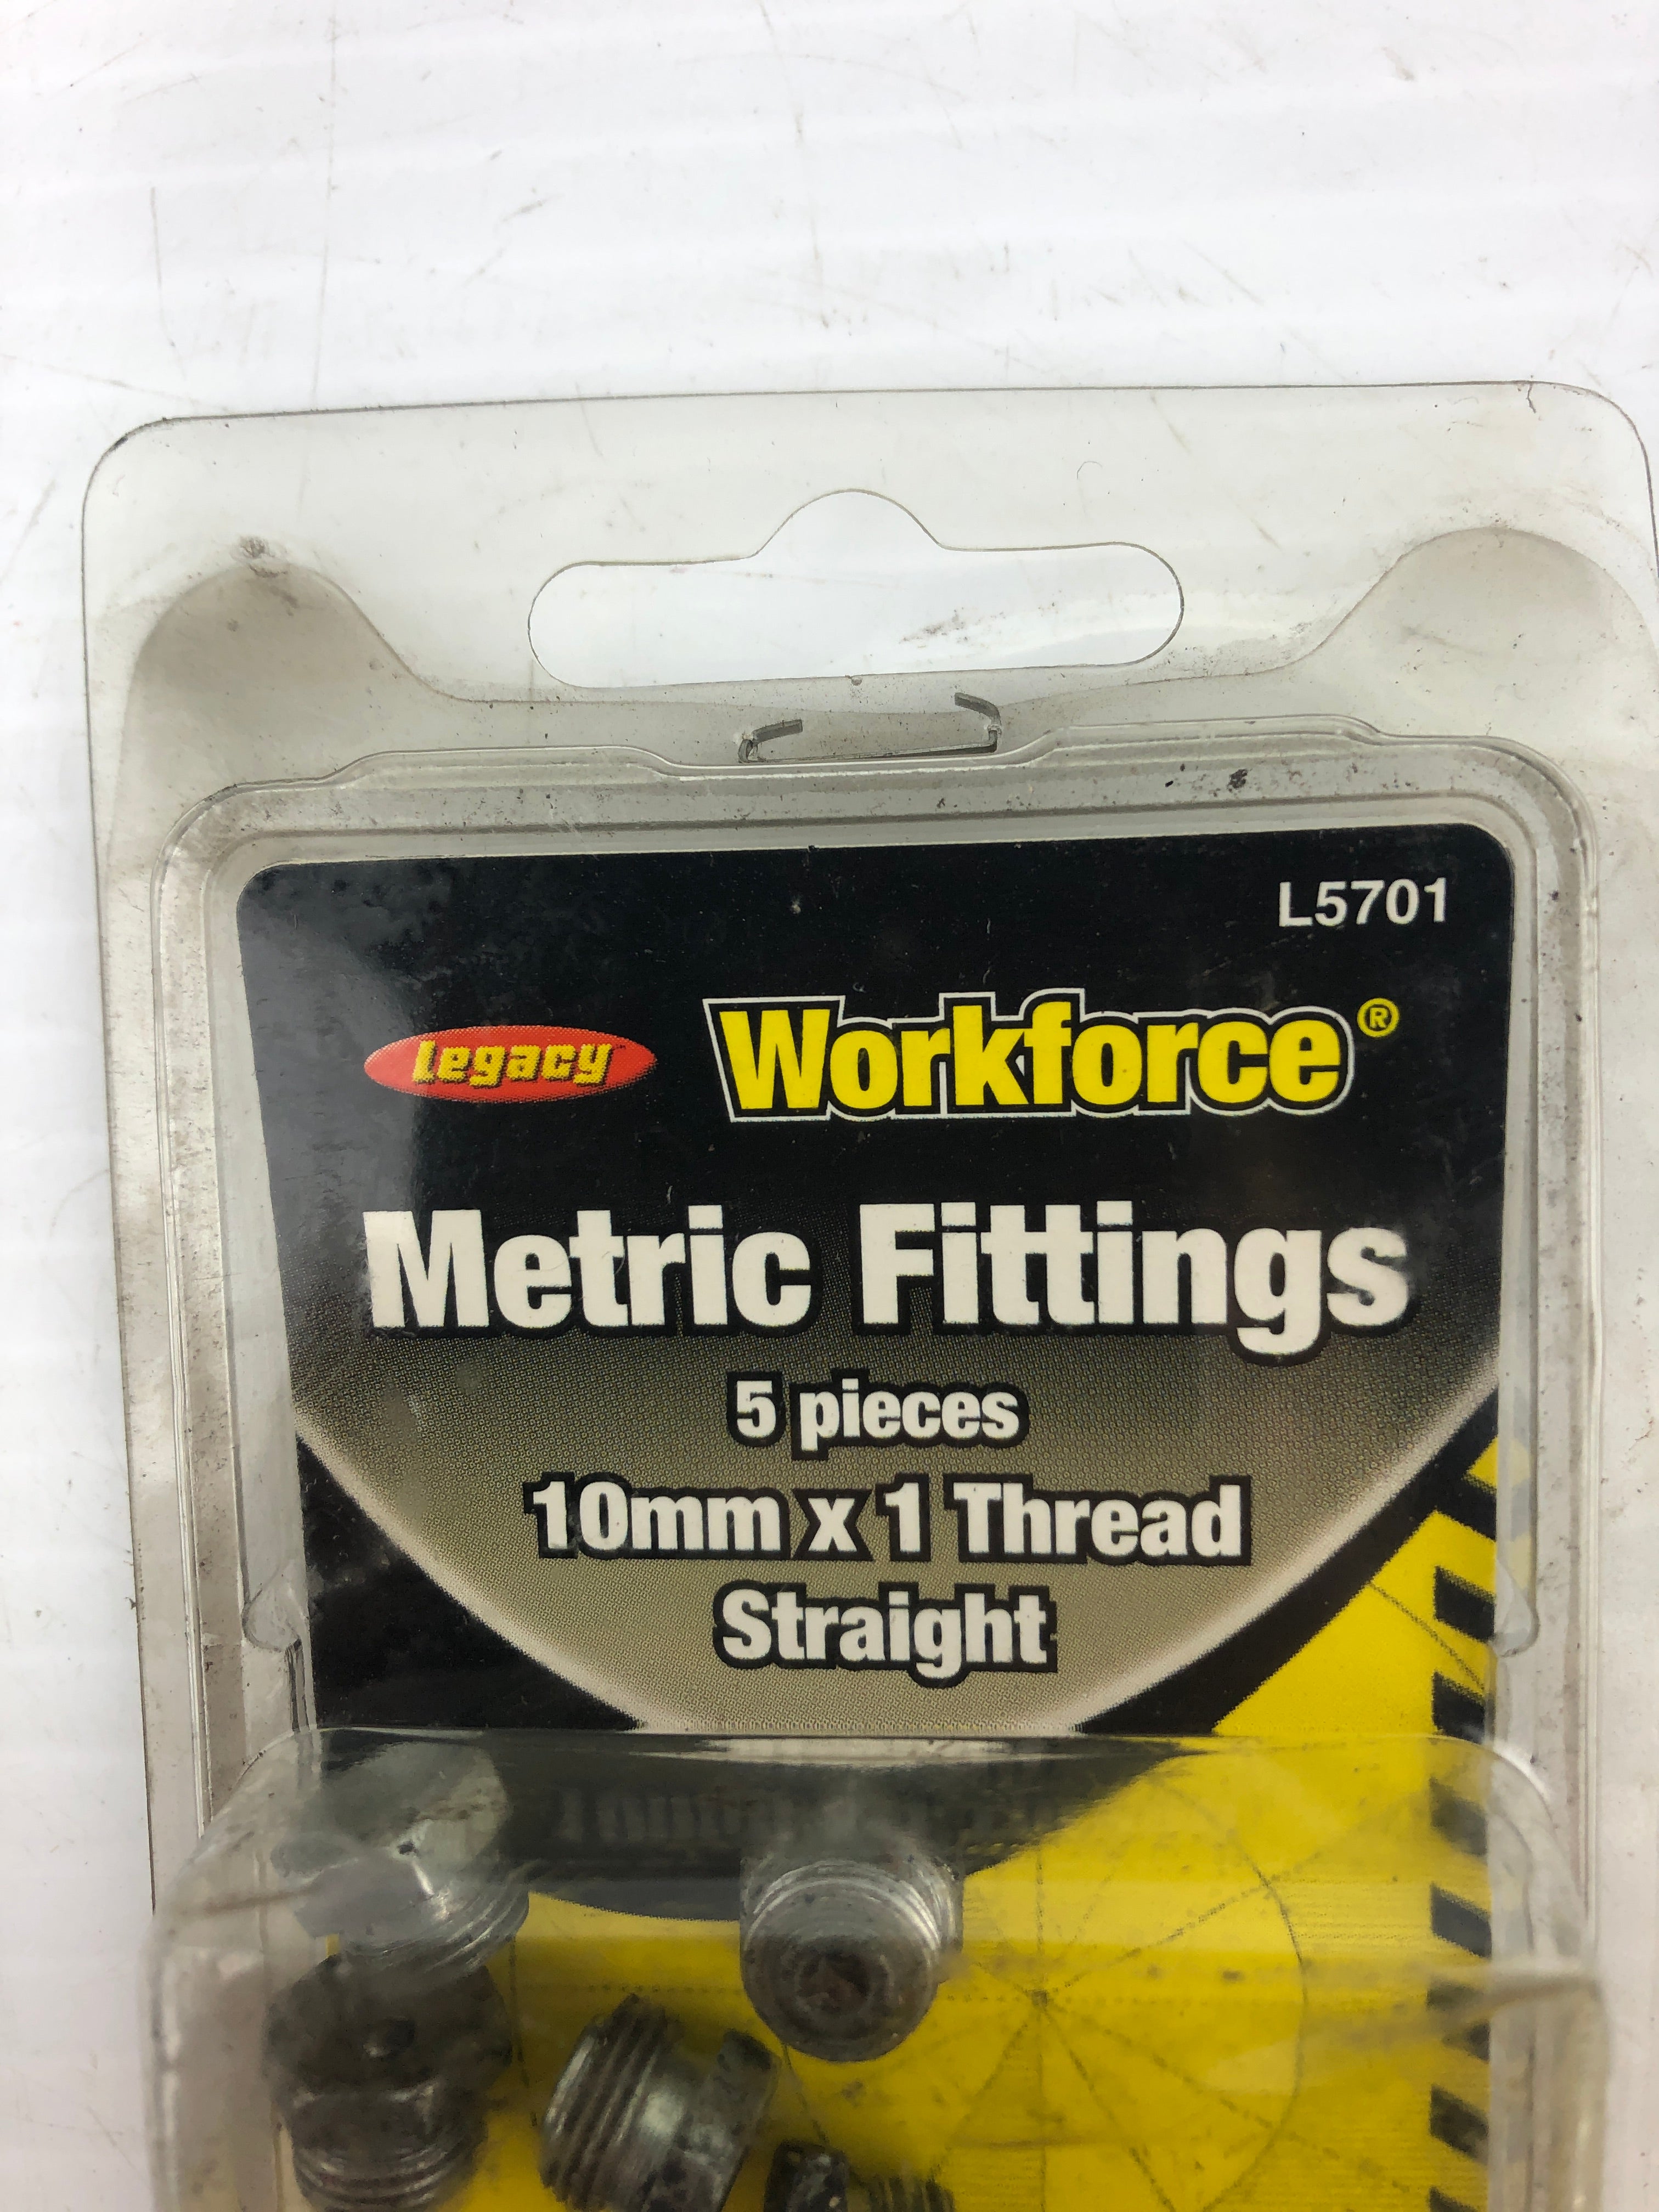 L5701
Legacy Workforce®
Metric Fittings
5 pieces
10mm x 1 Thread
Straight